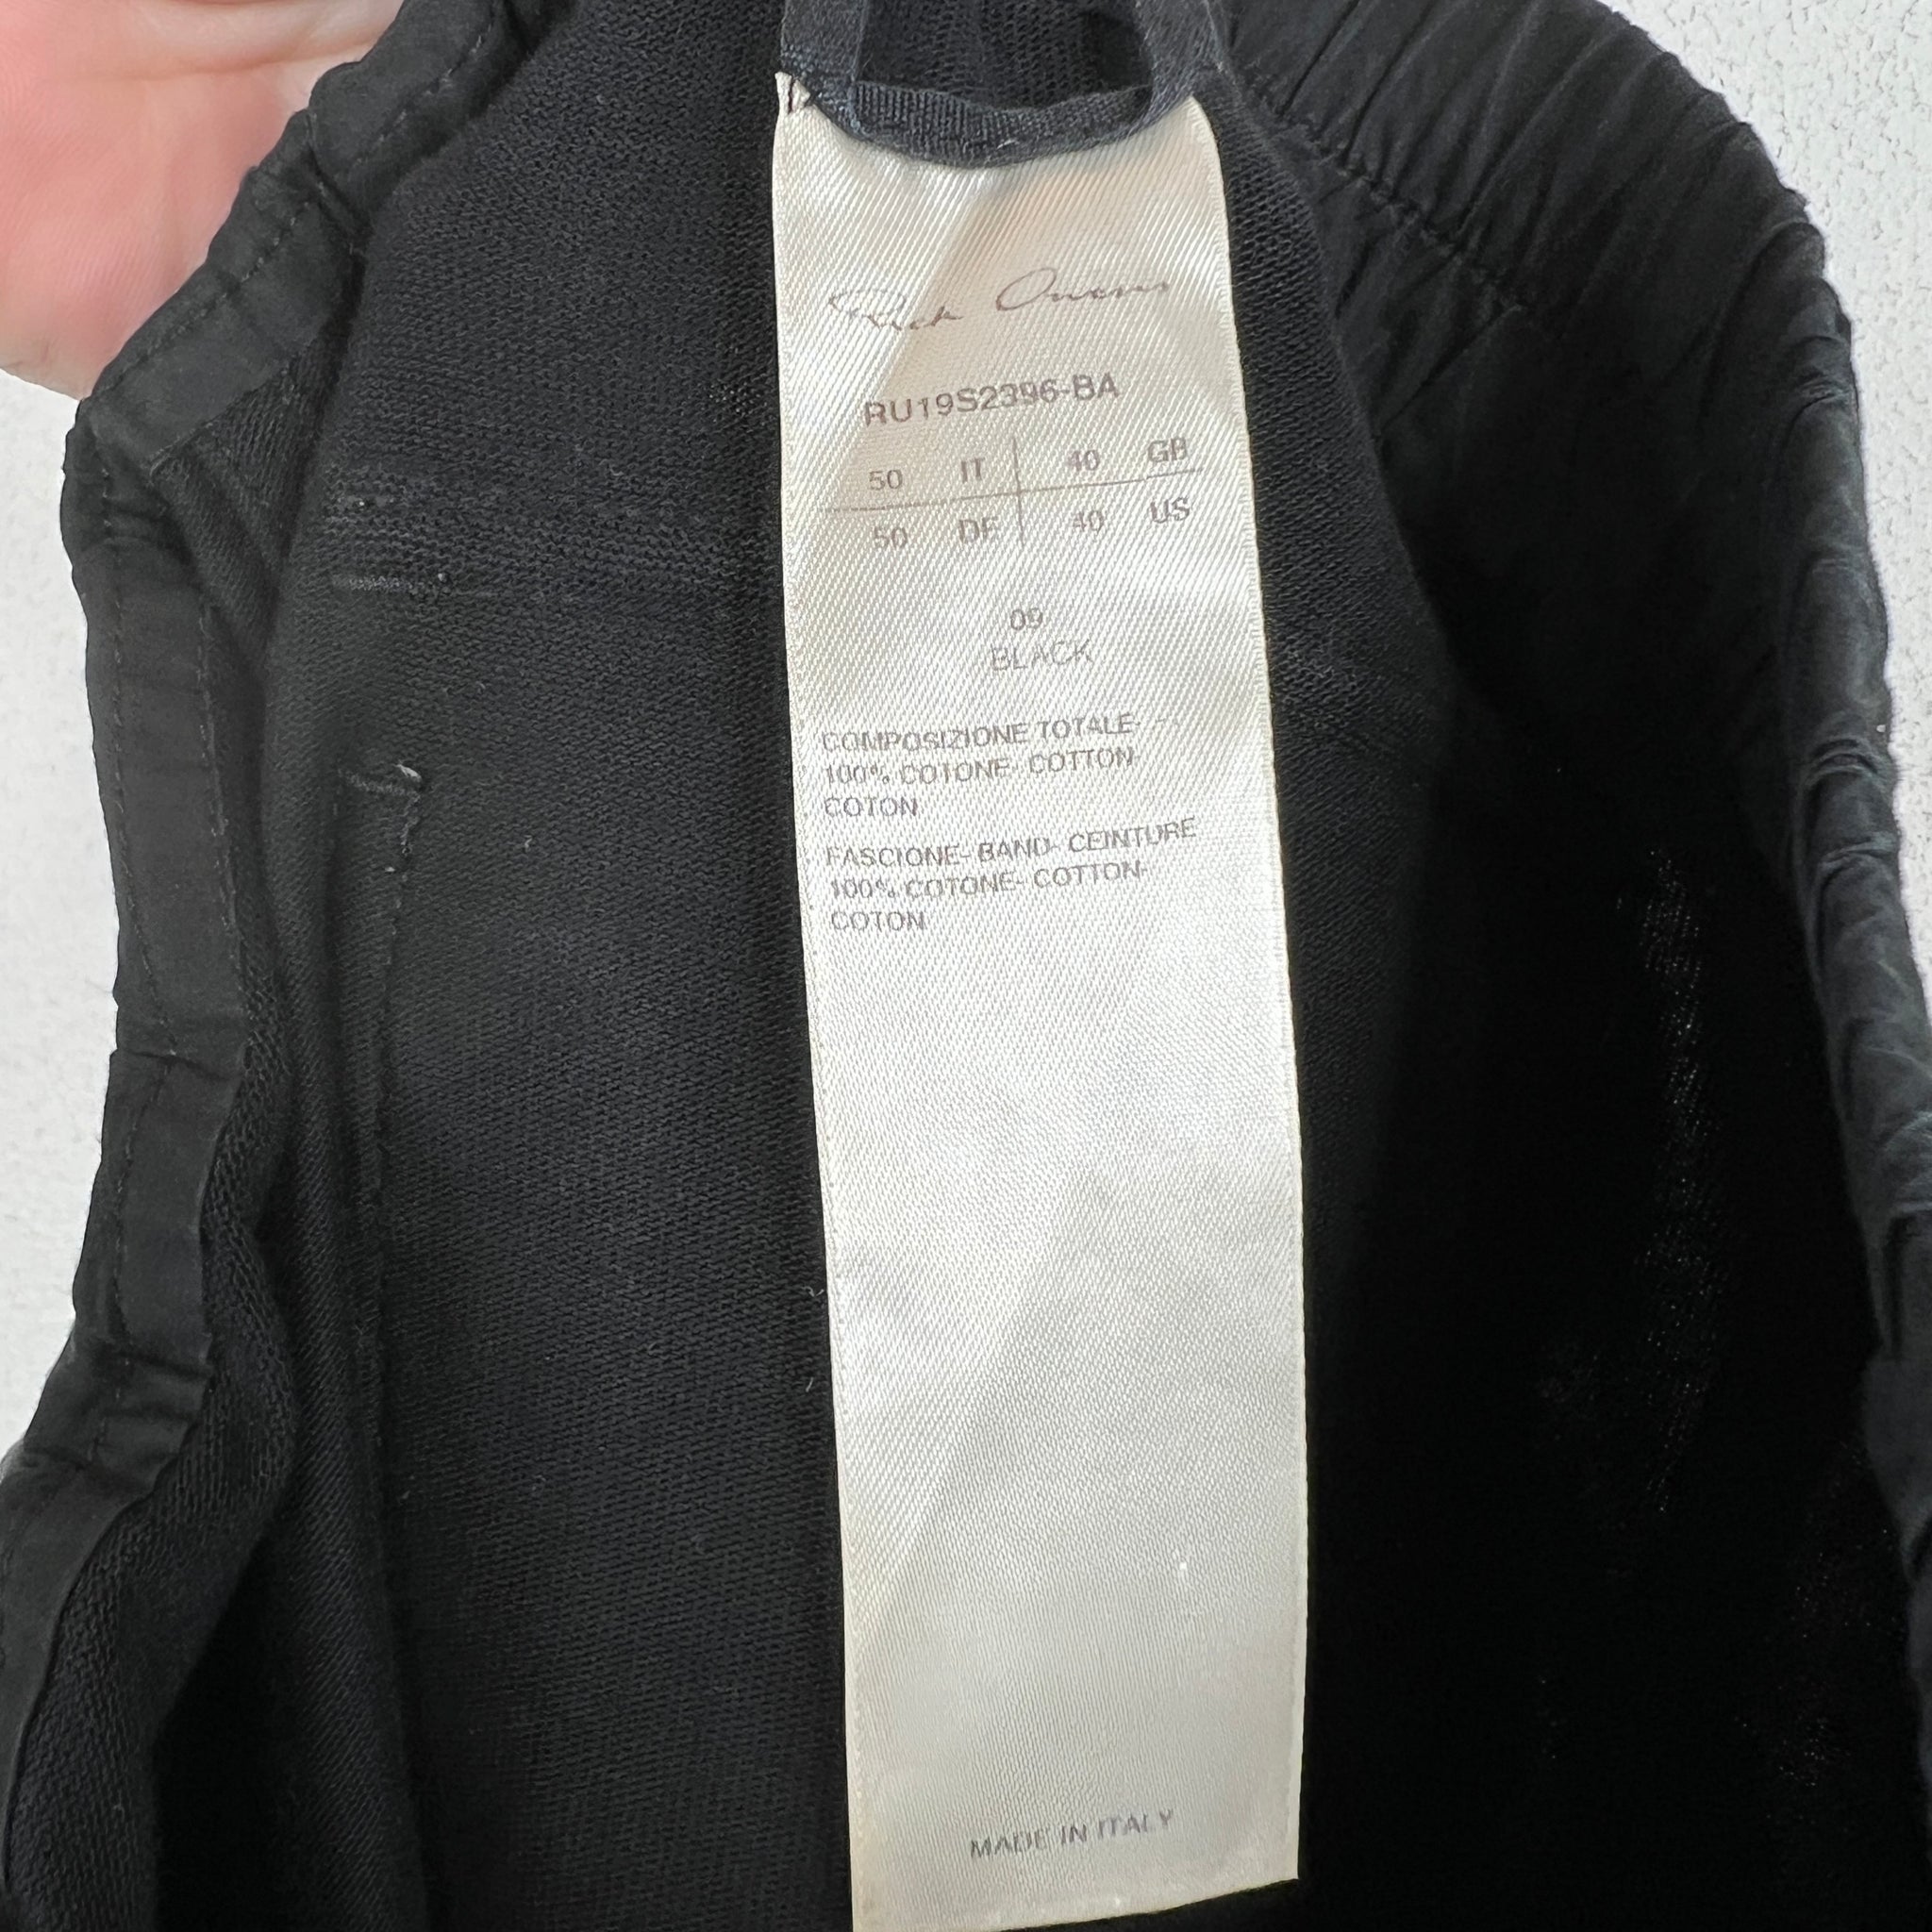 Rick Owens
RU19S2396-BA
50 IT 40 GB
50 DE 40 US
09
BLACK
COMPOSIZIONE TOTALE- -
100% COTONE- COTTON-
COTON
FASCIONE- BAND- CEINTURE
100% COTONE- COTTON-
COTON
MADE IN ITALY